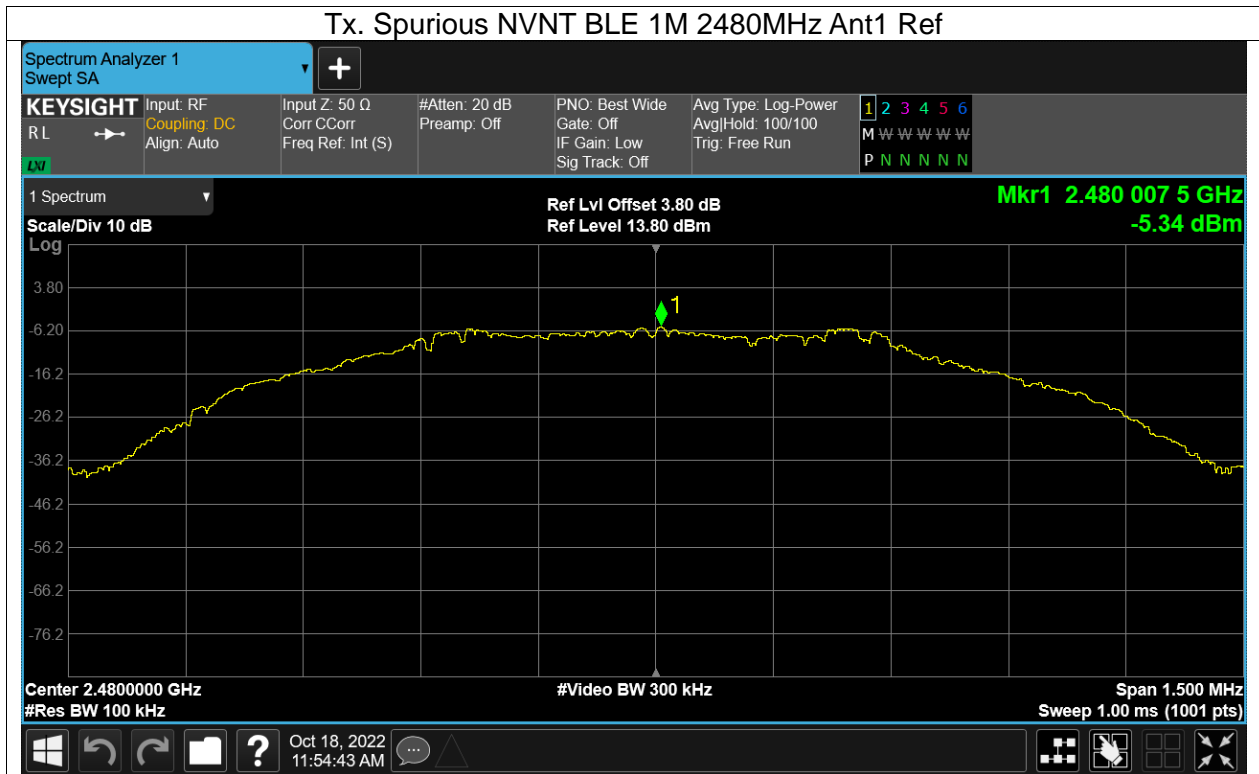 Tx. Spurious NVNT BLE 1M 2480MHz Ant1 Ref
Spectrum Analyzer 1
Swept SA
KEYSIGHT
R L
LXI
Input: RF
Coupling: DC
Align: Auto
Input Z: 50 Ω
Corr CCorr
Freq Ref: Int (S)
#Atten: 20 dB
Preamp: Off
PNO: Best Wide
Gate: Off
IF Gain: Low
Sig Track: Off
Avg Type: Log-Power
Avg|Hold: 100/100
Trig: Free Run
1 2 3 4 5 6
M W W W W W
P N N N N N
1 Spectrum
Scale/Div 10 dB
Ref Lvl Offset 3.80 dB
Ref Level 13.80 dBm
Mkr1 2.480 007 5 GHz
-5.34 dBm
Log
3.80
-6.20
-16.2
-26.2
-36.2
-46.2
-56.2
-66.2
-76.2
1
Center 2.4800000 GHz
#Res BW 100 kHz
#Video BW 300 kHz
Span 1.500 MHz
Sweep 1.00 ms (1001 pts)
?
Oct 18, 2022
11:54:43 AM